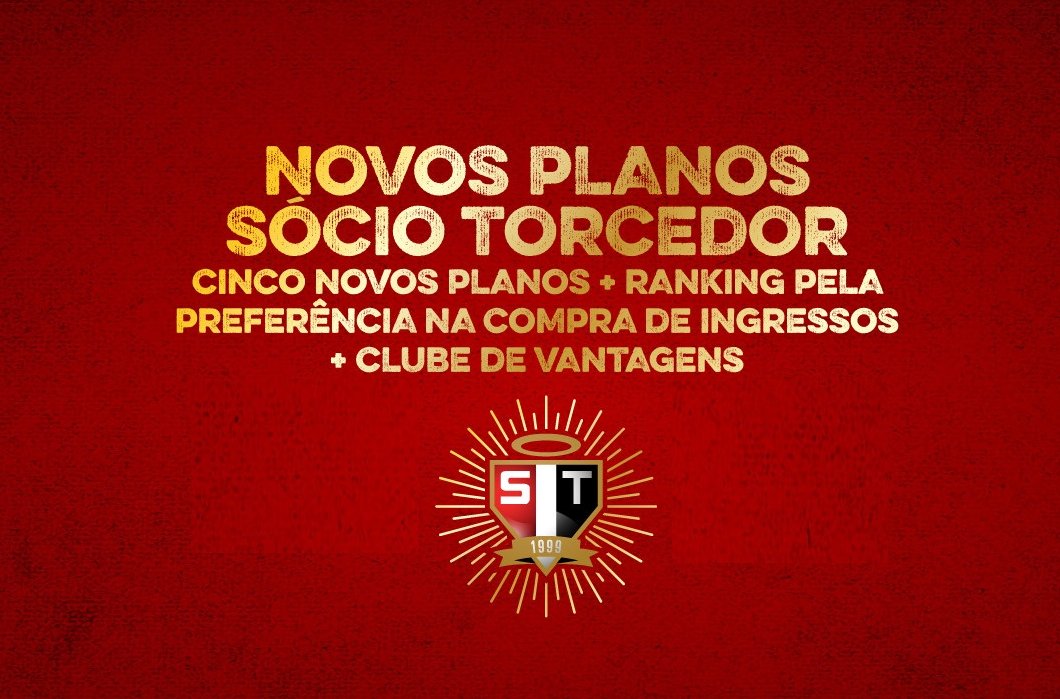 NOVOS PLANOS
SÓCIO TORCEDOR
CINCO NOVOS PLANOS + RANKING PELA
PREFERÊNCIA NA COMPRA DE INGRESSOS
+ CLUBE DE VANTAGENS
S T
1999